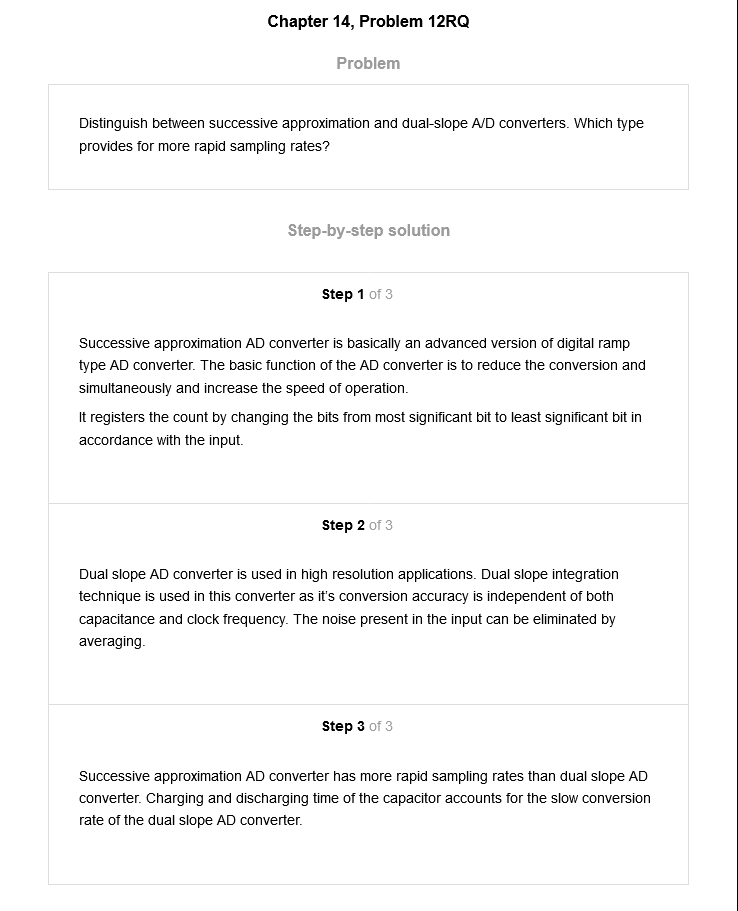 Chapter 14, Problem 12RQ
Problem
Distinguish between successive approximation and dual-slope A/D converters. Which type
provides for more rapid sampling rates?
Step-by-step solution
Step 1 of 3
Successive approximation AD converter is basically an advanced version of digital ramp
type AD converter. The basic function of the AD converter is to reduce the conversion and
simultaneously and increase the speed of operation.
It registers the count by changing the bits from most significant bit to least significant bit in
accordance with the input.
Step 2 of 3
Dual slope AD converter is used in high resolution applications. Dual slope integration
technique is used in this converter as it's conversion accuracy is independent of both
capacitance and clock frequency. The noise present in the input can be eliminated by
averaging.
Step 3 of 3
Successive approximation AD converter has more rapid sampling rates than dual slope AD
converter. Charging and discharging time of the capacitor accounts for the slow conversion
rate of the dual slope AD converter.